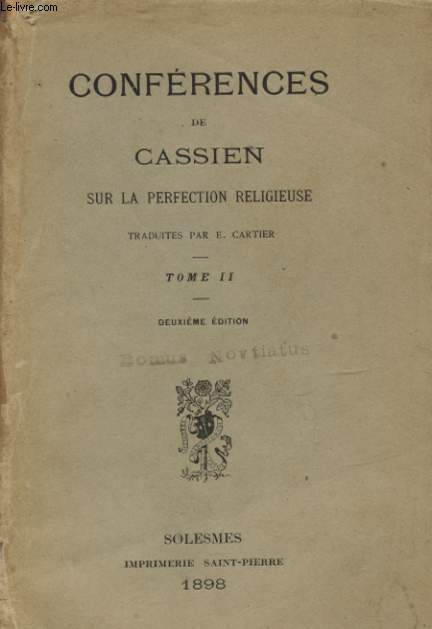 Le-livre.com
CONFÉRENCES
DE
CASSIEN
SUR LA PERFECTION RELIGIEUSE
TRADUITES PAR E. CARTIER
TOME II
DEUXIÈME ÉDITION
Domus Novtiatus
SOLESMES
IMPRIMERIE SAINT-PIERRE
1898